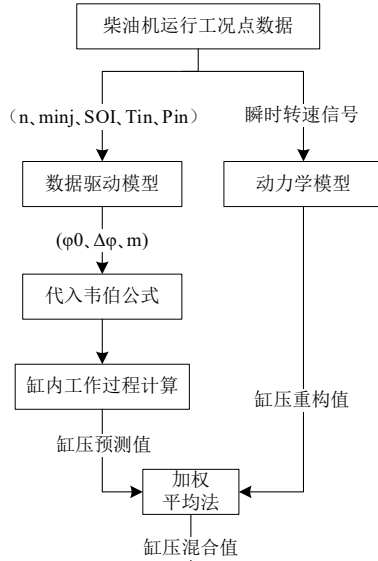 柴油机运行工况点数据
（n、minj、SOI、Tin、Pin）
瞬时转速信号
数据驱动模型
动力学模型
(φ0、Δφ、m)
代入韦伯公式
缸内工作过程计算
缸压重构值
缸压预测值
加权
平均法
缸压混合值